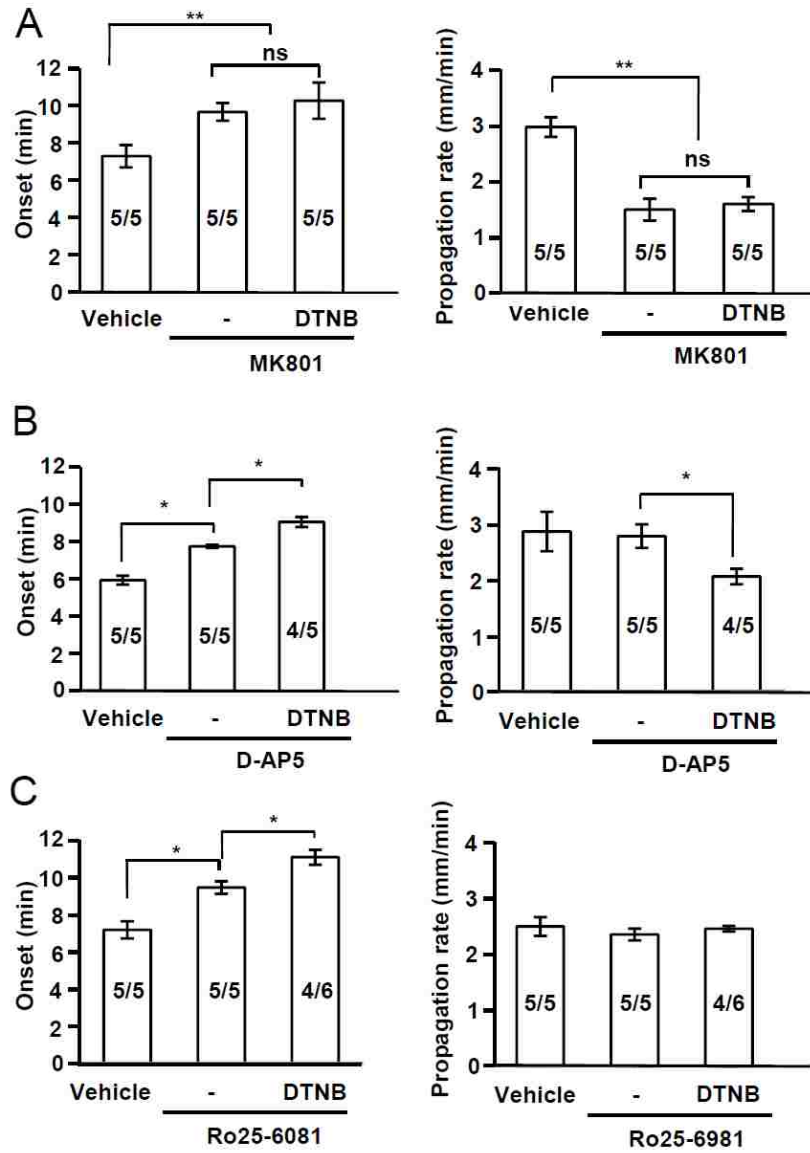 A
**
ns
Onset (min)
12
10
8
6
4
2
0
5/5
5/5
5/5
Vehicle
-
DTNB
MK801
**
ns
Propagation rate (mm/min)
4
3
2
1
0
5/5
5/5
5/5
Vehicle
-
DTNB
MK801
B
*
*
Onset (min)
12
10
8
6
4
2
0
5/5
5/5
4/5
Vehicle
-
DTNB
D-AP5
*
Propagation rate (mm/min)
4
3
2
1
0
5/5
5/5
4/5
Vehicle
-
DTNB
D-AP5
C
*
*
Onset (min)
12
10
8
6
4
2
0
5/5
5/5
4/6
Vehicle
-
DTNB
Ro25-6081
Propagation rate (mm/min)
4
2
2
1
0
5/5
5/5
4/6
Vehicle
-
DTNB
Ro25-6981